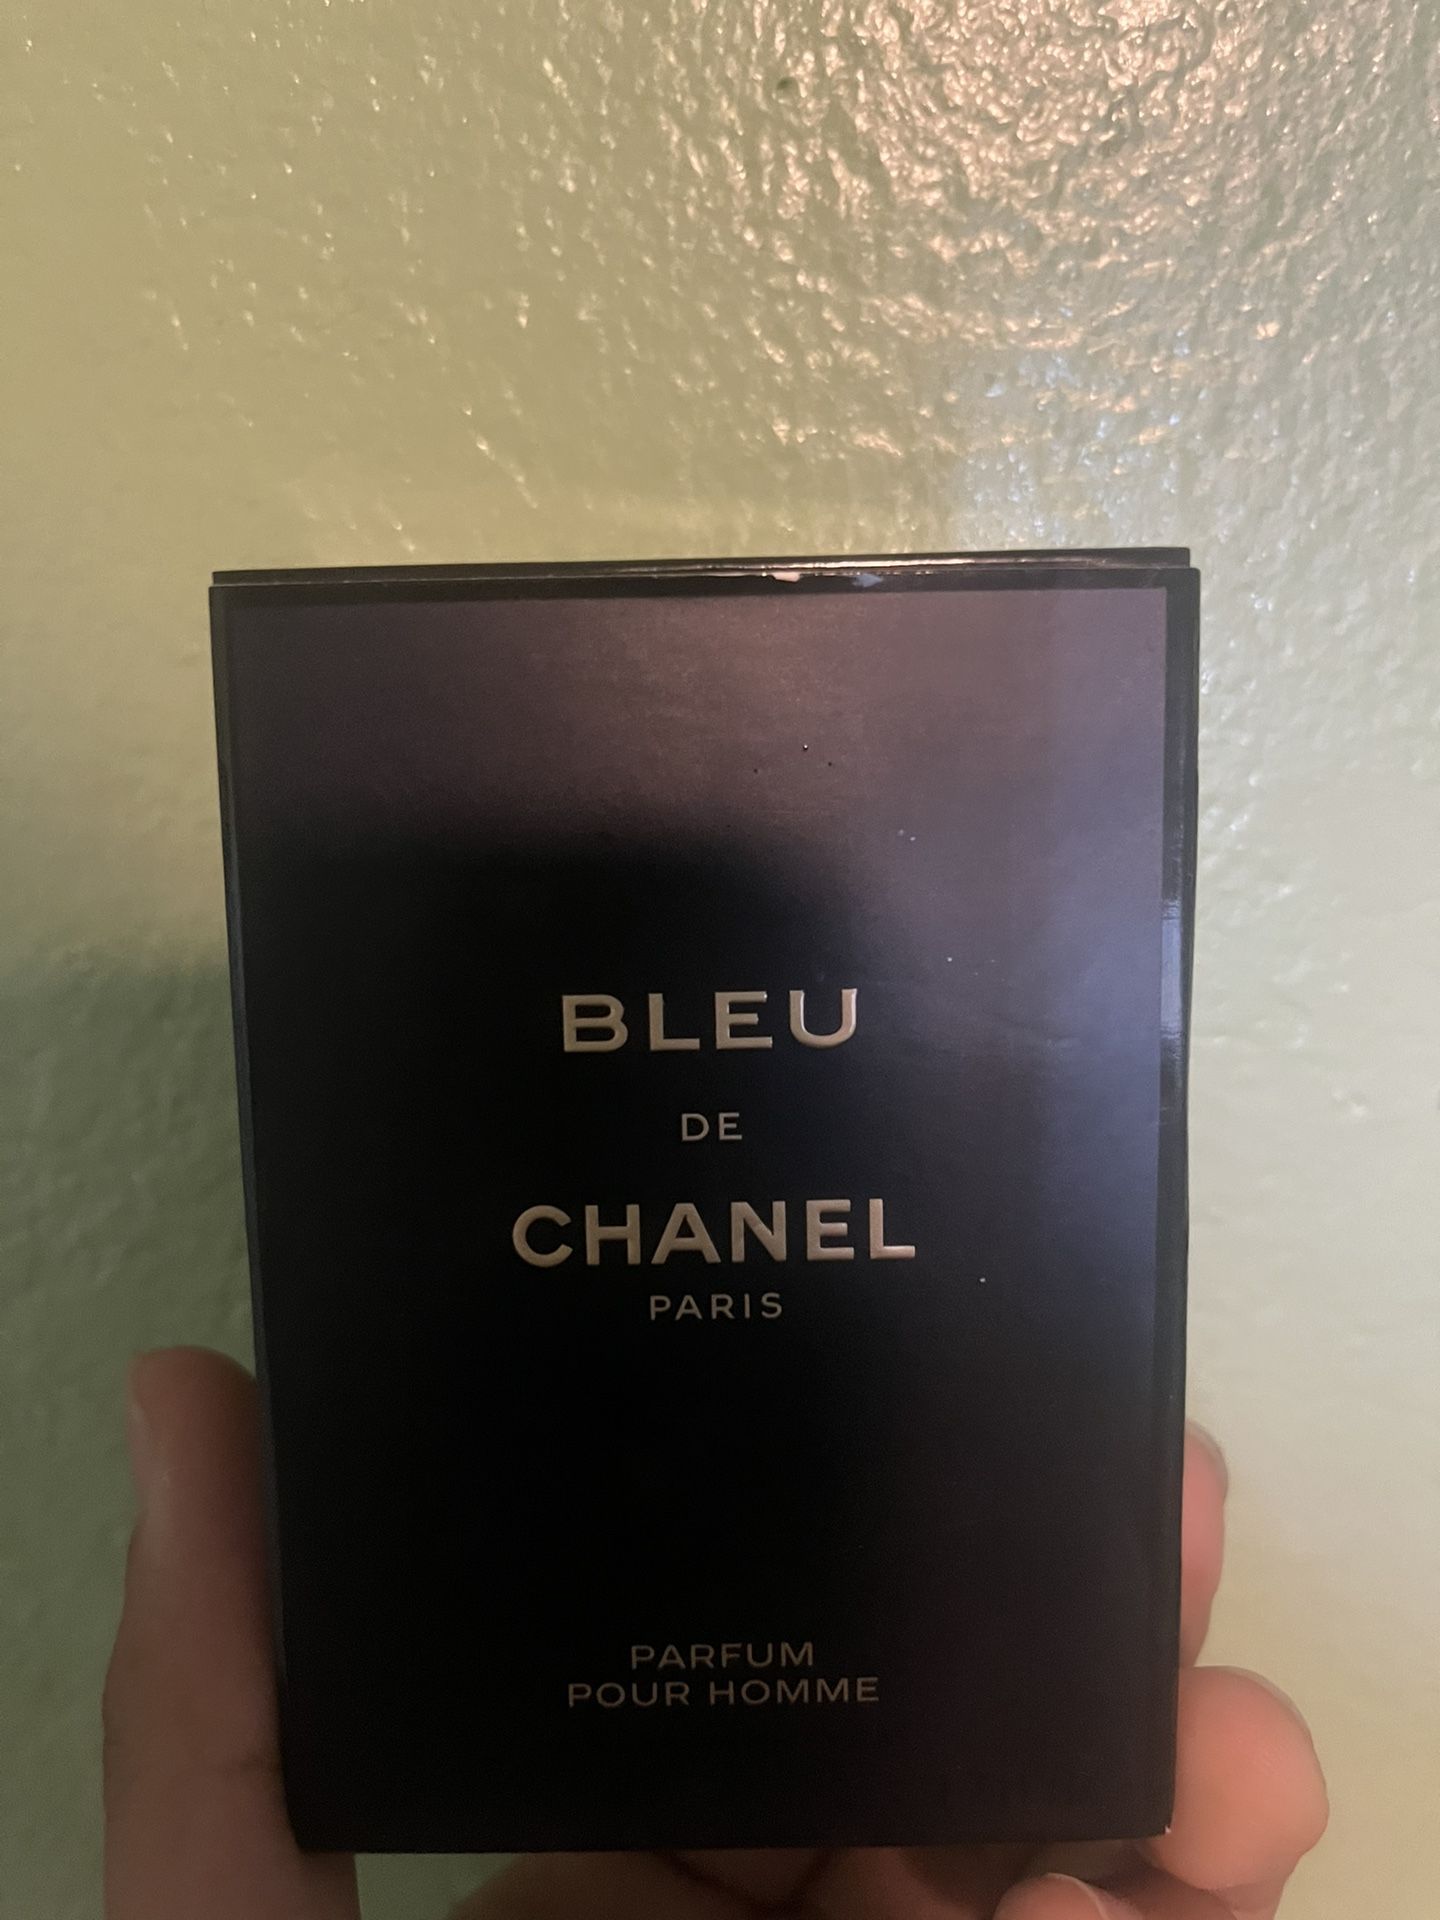 BLEU
DE
CHANEL
PARIS
PARFUM
POUR HOMME